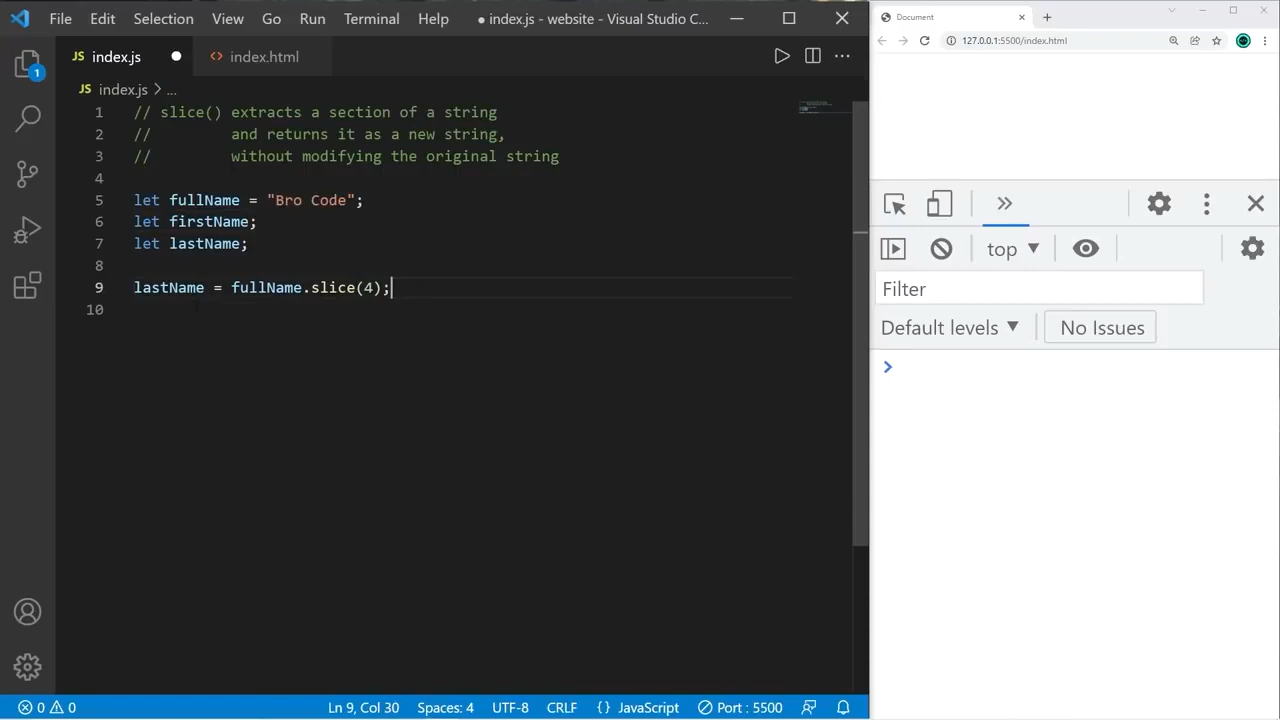 File Edit Selection View Go Run Terminal Help ● index.js - website - Visual Studio C...
JS index.js ● <> index.html
JS index.js > ...
1 // slice() extracts a section of a string
2 //         and returns it as a new string,
3 //         without modifying the original string
4
5 let fullName = "Bro Code";
6 let firstName;
7 let lastName;
8
9 lastName = fullName.slice(4);
10
1
0 0 Ln 9, Col 30 Spaces: 4 UTF-8 CRLF {} JavaScript Port : 5500
Document
127.0.0.1:5500/index.html
top ▼
Filter
Default levels ▼ No Issues
>